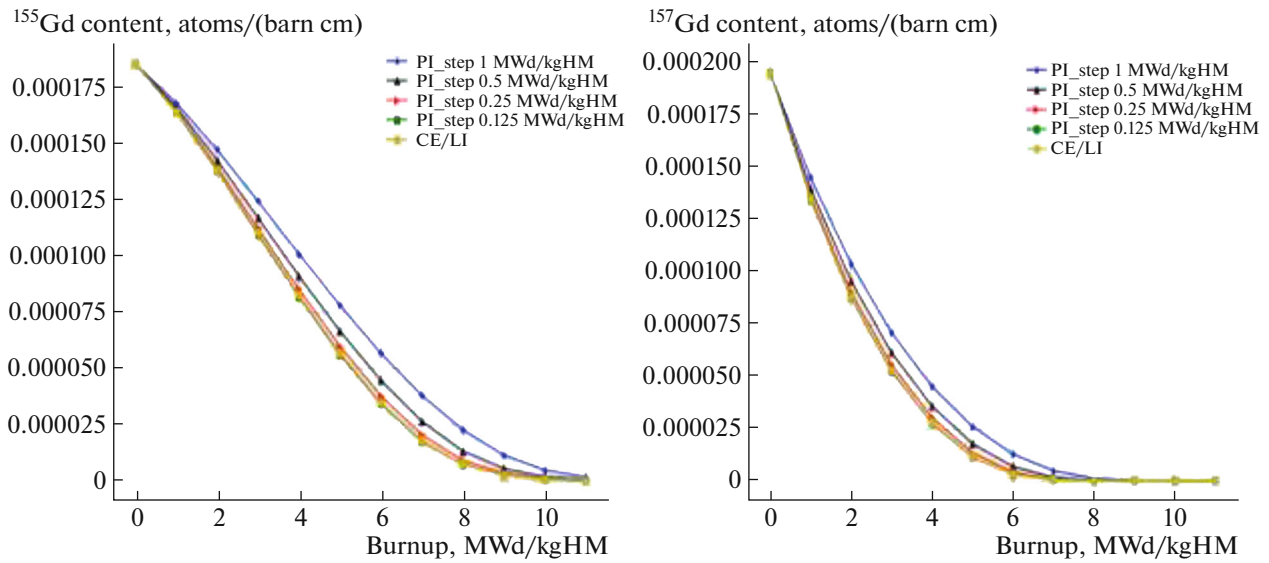 155Gd content, atoms/(barn cm)
PI_step 1 MWd/kgHM
PI_step 0.5 MWd/kgHM
PI_step 0.25 MWd/kgHM
PI_step 0.125 MWd/kgHM
CE/LI
0.000175
0.000150
0.000125
0.000100
0.000075
0.000050
0.000025
0
0 2 4 6 8 10
Burnup, MWd/kgHM
157Gd content, atoms/(barn cm)
PI_step 1 MWd/kgHM
PI_step 0.5 MWd/kgHM
PI_step 0.25 MWd/kgHM
PI_step 0.125 MWd/kgHM
CE/LI
0.000200
0.000175
0.000150
0.000125
0.000100
0.000075
0.000050
0.000025
0
0 2 4 6 8 10
Burnup, MWd/kgHM